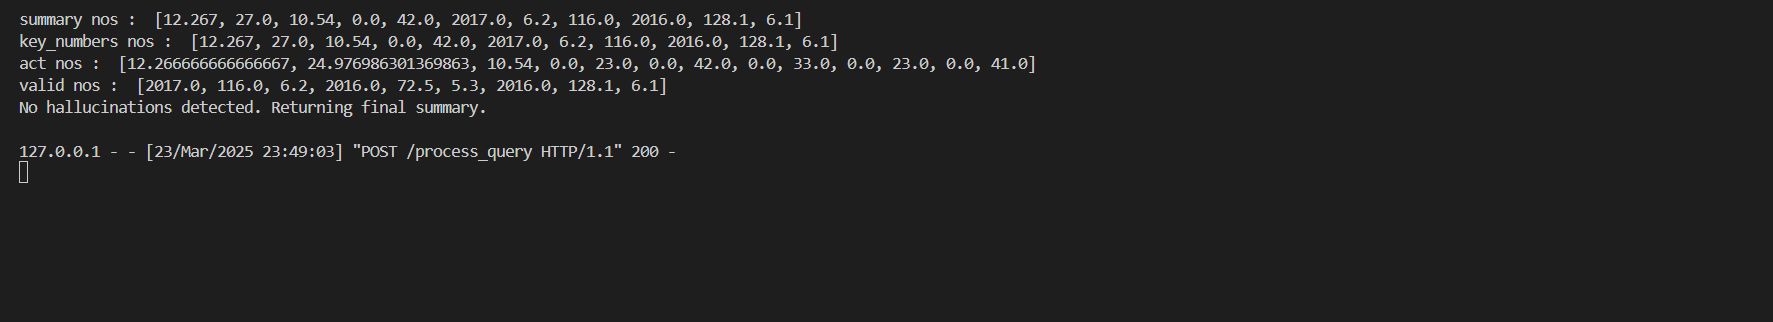 summary nos :  [12.267, 27.0, 10.54, 0.0, 42.0, 2017.0, 6.2, 116.0, 2016.0, 128.1, 6.1]
key_numbers nos :  [12.267, 27.0, 10.54, 0.0, 42.0, 2017.0, 6.2, 116.0, 2016.0, 128.1, 6.1]
act nos :  [12.266666666666667, 24.976986301369863, 10.54, 0.0, 23.0, 0.0, 42.0, 0.0, 33.0, 0.0, 23.0, 0.0, 41.0]
valid nos :  [2017.0, 116.0, 6.2, 2016.0, 72.5, 5.3, 2016.0, 128.1, 6.1]
No hallucinations detected. Returning final summary.
127.0.0.1 - - [23/Mar/2025 23:49:03] "POST /process_query HTTP/1.1" 200 -